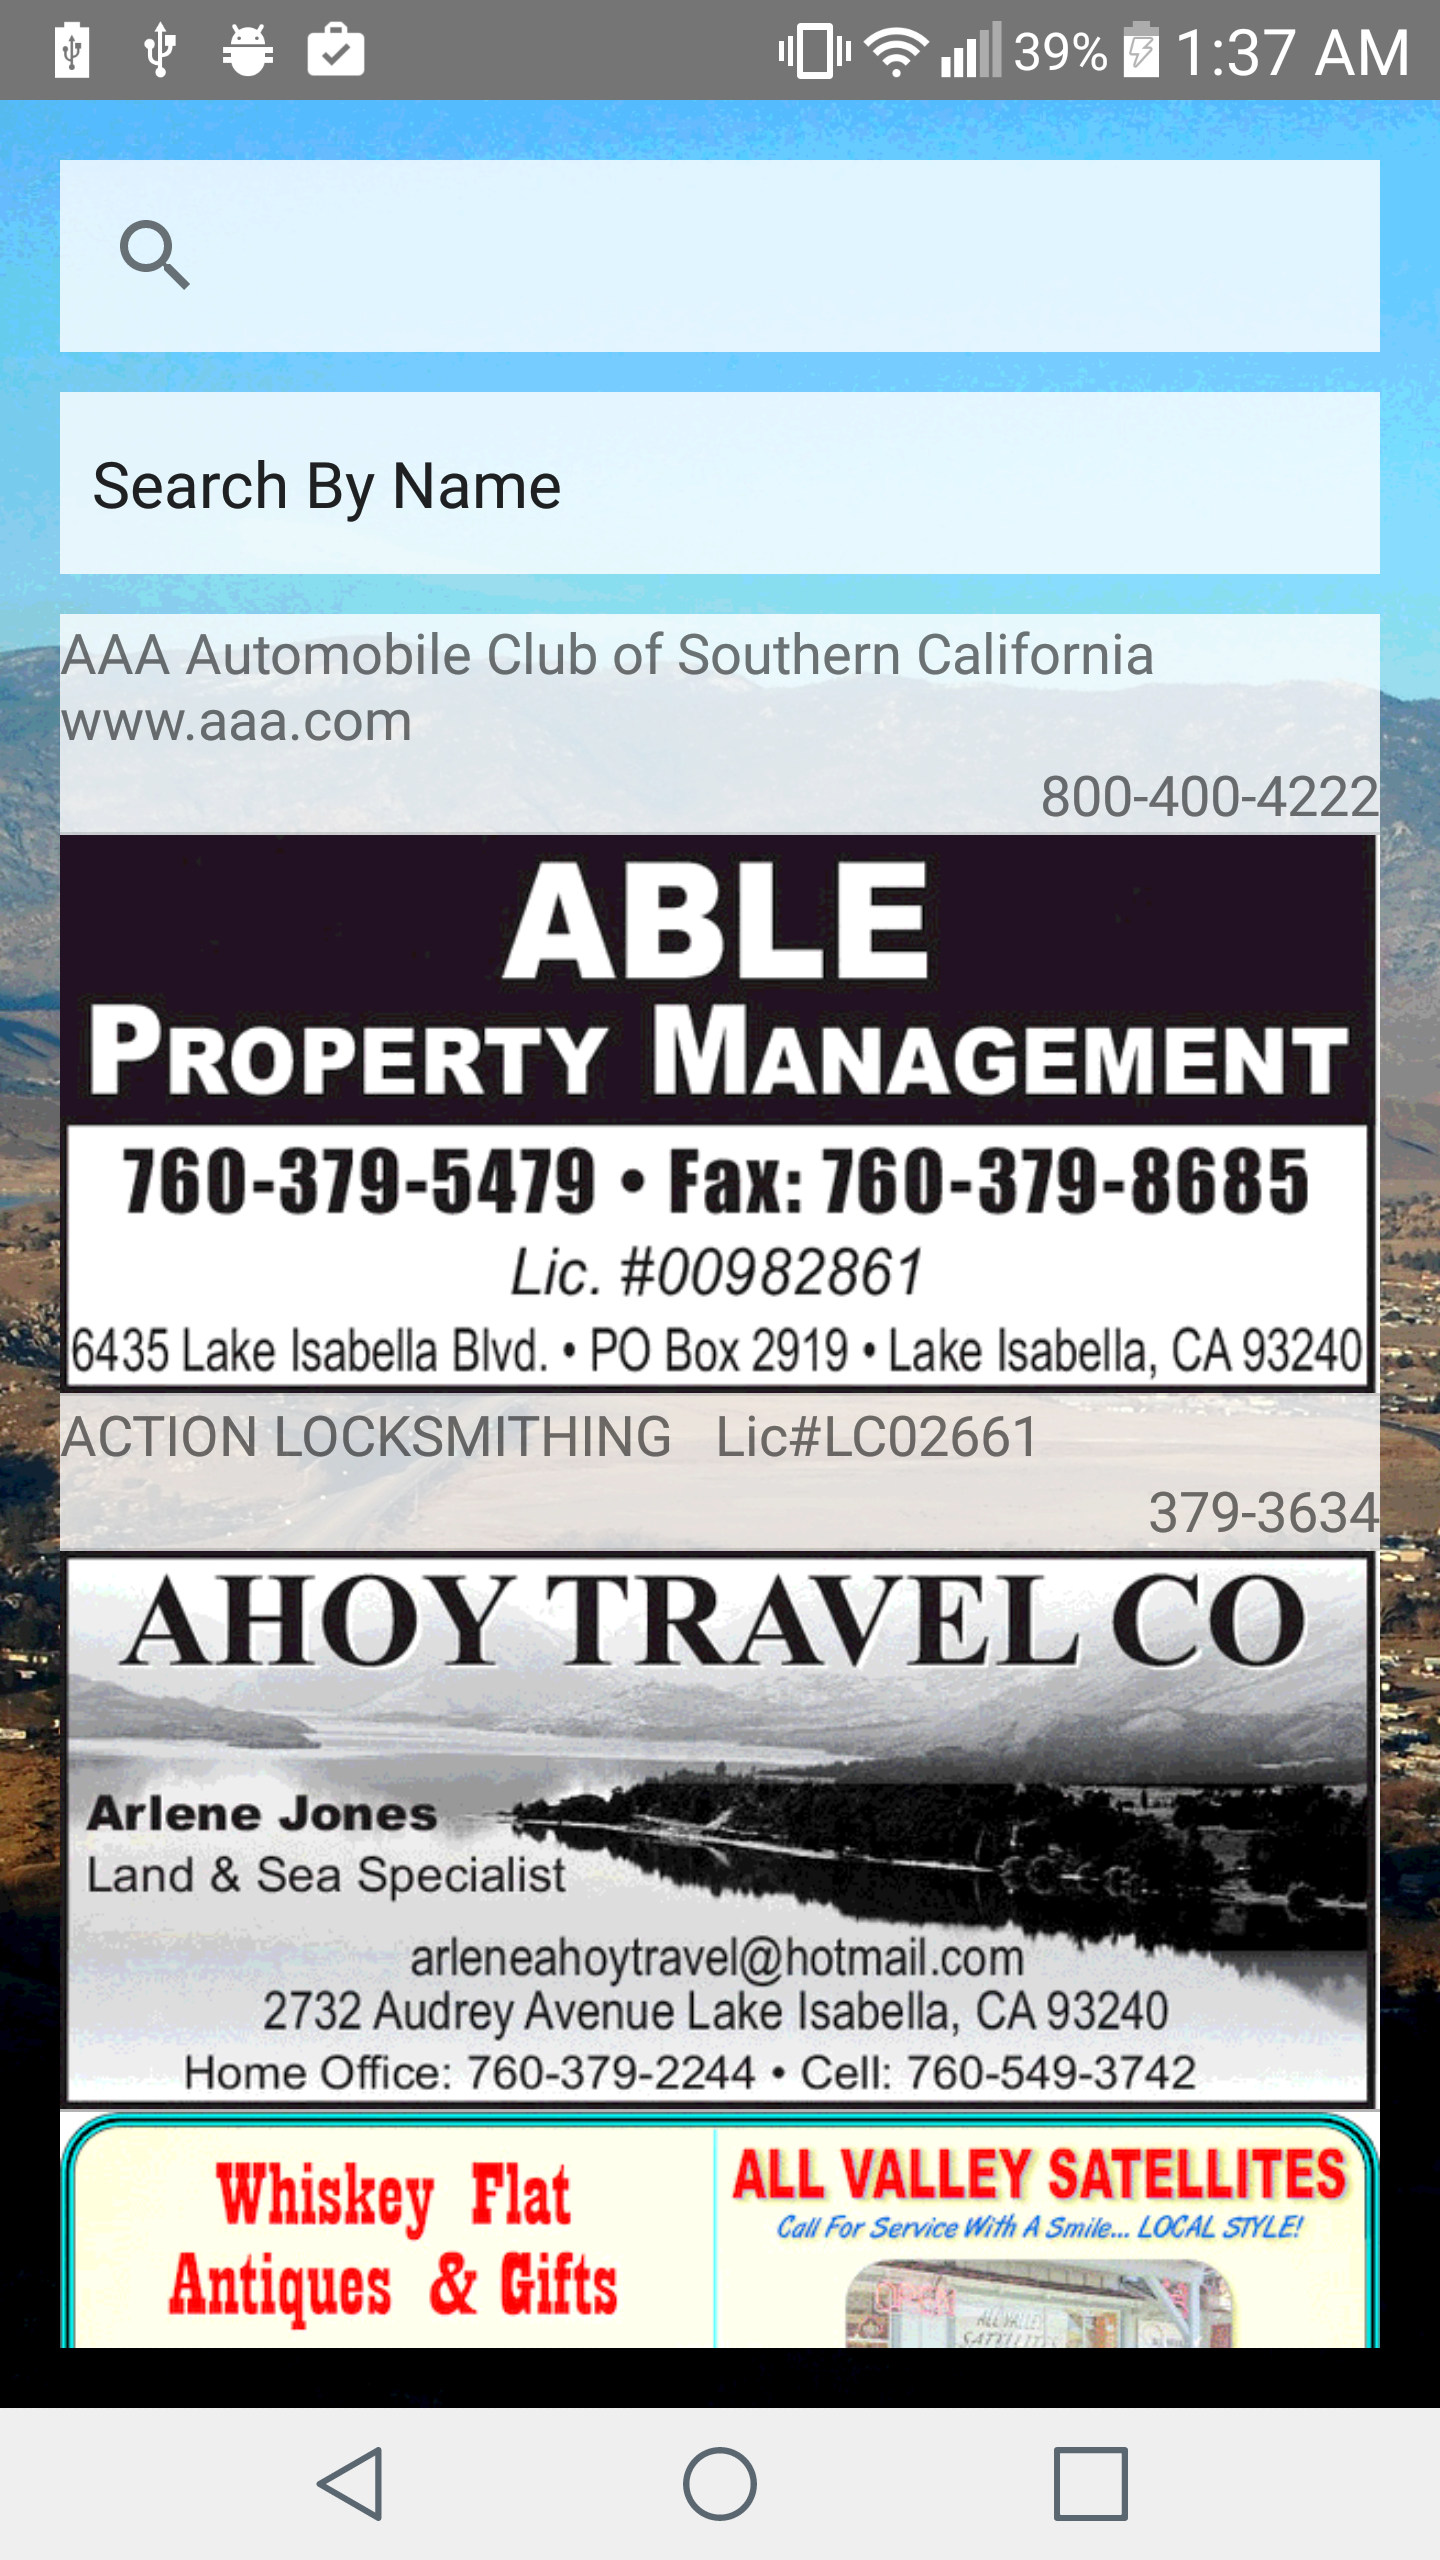 39% 1:37 AM
Search By Name
AAA Automobile Club of Southern California
www.aaa.com
800-400-4222
ABLE
PROPERTY MANAGEMENT
760-379-5479 • Fax: 760-379-8685
Lic. #00982861
6435 Lake Isabella Blvd. • PO Box 2919 • Lake Isabella, CA 93240
ACTION LOCKSMITHING   Lic#LC02661
379-3634
AHOY TRAVEL CO
Arlene Jones
Land & Sea Specialist
arleneahoytravel@hotmail.com
2732 Audrey Avenue Lake Isabella, CA 93240
Home Office: 760-379-2244 • Cell: 760-549-3742
Whiskey Flat
Antiques & Gifts
ALL VALLEY SATELLITES
Call For Service With A Smile... LOCAL STYLE!
OPEN
ALL VALLEY
SATELLITES